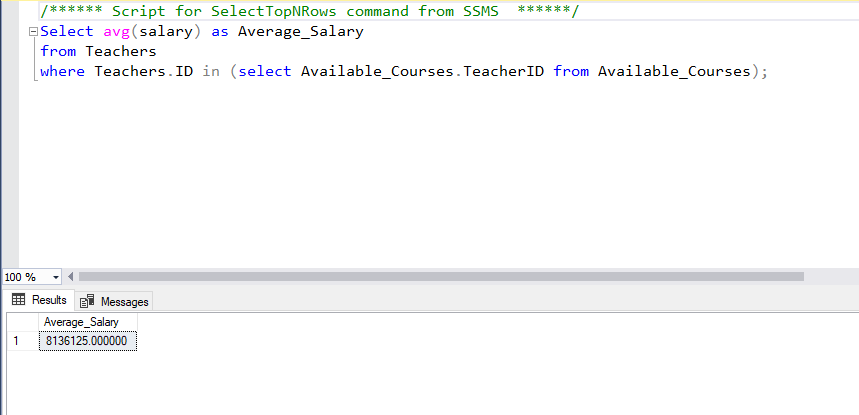 /****** Script for SelectTopNRows command from SSMS  ******/
Select avg(salary) as Average_Salary
from Teachers
where Teachers.ID in (select Available_Courses.TeacherID from Available_Courses);
100 %
Results Messages
Average_Salary
1 8136125.000000